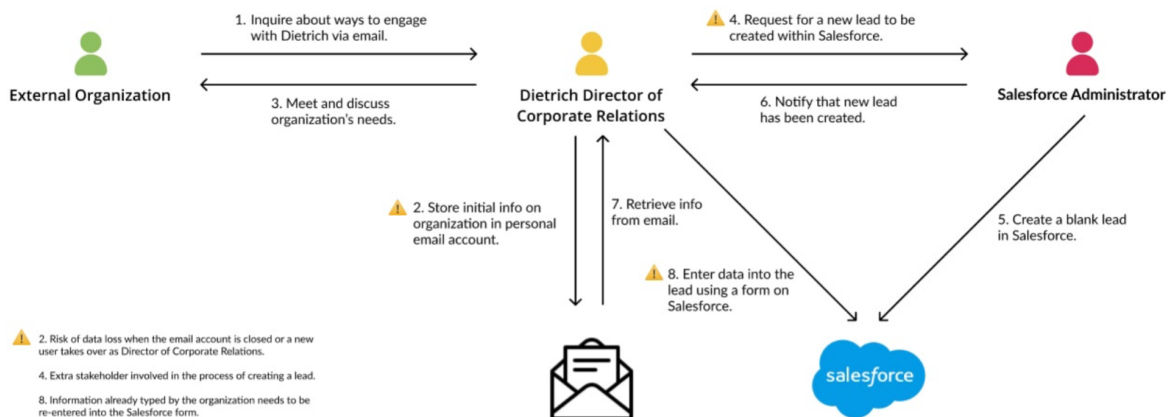 1. Inquire about ways to engage
with Dietrich via email.
4. Request for a new lead to be
created within Salesforce.
External Organization
3. Meet and discuss
organization's needs.
Dietrich Director of
Corporate Relations
6. Notify that new lead
has been created.
Salesforce Administrator
2. Store initial info on
organization in personal
email account.
7. Retrieve info
from email.
5. Create a blank lead
in Salesforce.
8. Enter data into the
lead using a form on
Salesforce.
2. Risk of data loss when the email account is closed or a new
user takes over as Director of Corporate Relations.
4. Extra stakeholder involved in the process of creating a lead.
8. Information already typed by the organization needs to be
re-entered into the Salesforce form.
salesforce